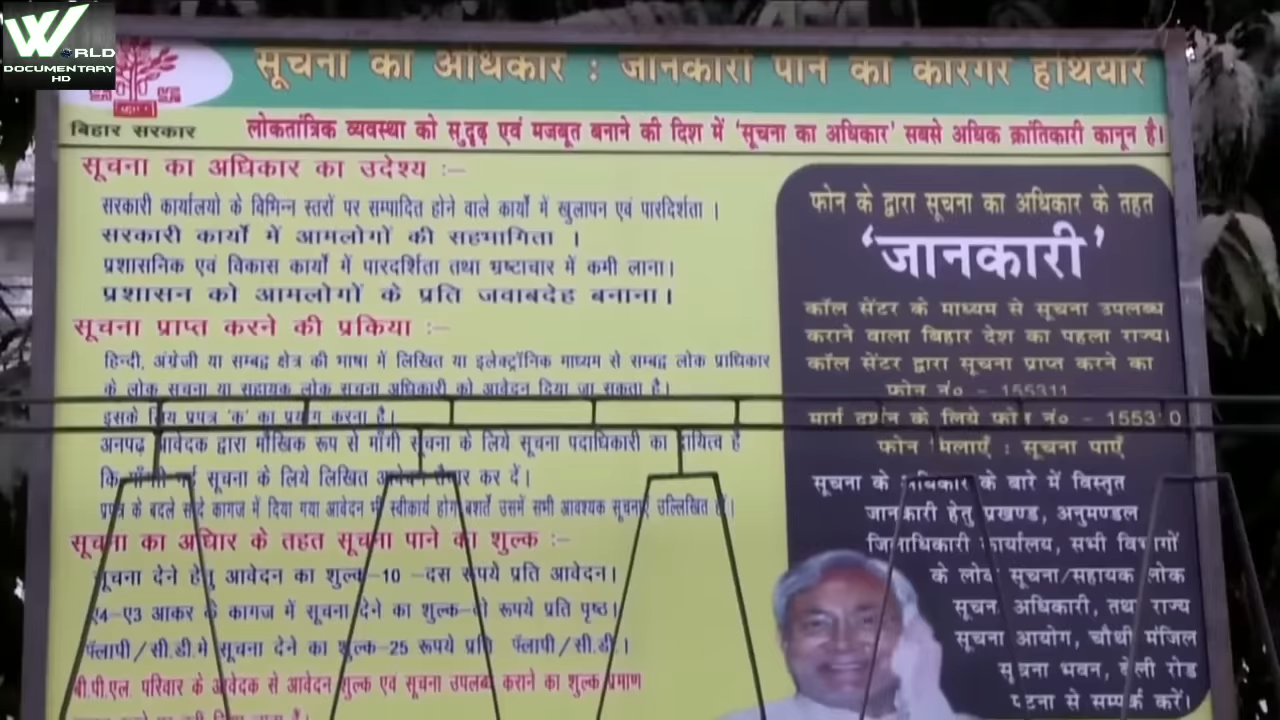 WORLD
DOCUMENTARY
HD
सूचना का अधिकार : जानकारी पाने का कारगर हथियार
बिहार सरकार
लोकतांत्रिक व्यवस्था को सुदृढ़ एवं मजबूत बनाने की दिश में 'सूचना का अधिकार' सबसे अधिक क्रांतिकारी कानून है।
सूचना का अधिकार का उदेश्य :–
सरकारी कार्यालयो के विभिन्न स्तरों पर सम्पादित होने वाले कार्यों में खुलापन एवं पारदर्शिता ।
सरकारी कार्यों में आमलोगों की सहभागिता ।
प्रशासनिक एवं विकास कार्यों में पारदर्शिता तथा भ्रष्टाचार में कमी लाना।
प्रशासन को आमलोगों के प्रति जवाबदेह बनाना।
सूचना प्राप्त करने की प्रकिया :–
हिन्दी, अंग्रेजी या सम्बद्ध क्षेत्र की भाषा में लिखित या इलेक्ट्रॉनिक माध्यम से सम्बद्ध लोक प्राधिकार
के लोक सूचना या सहायक लोक सूचना अधिकारी को आवेदन दिया जा सकता है।
इसके लिय प्रपत्र 'क' का प्रयोग करना है।
अनपढ़ आवेदक द्वारा मौखिक रूप से माँगी सूचना के लिये सूचना पदाधिकारी का दायित्व है
कि माँगी गई सूचना के लिये लिखित आवेदन तैयार कर दें।
प्रपत्र के बदले सादे कागज में दिया गया आवेदन भी स्वीकार्य होगा बशर्ते उसमें सभी आवश्यक सूचनाएं उल्लिखित हों।
सूचना का अधिार के तहत सूचना पाने का शुल्क :–
सूचना देने हेतु आवेदन का शुल्क–10 –दस रूपये प्रति आवेदन।
ए4–ए3 आकर के कागज में सूचना देने का शुल्क–दो रूपये प्रति पृष्ठ।
फ्लॉपी/सी.डी.मे सूचना देने का शुल्क–25 रूपये प्रति फ्लॉपी/सी.डी.।
बी.पी.एल. परिवार के आवेदक से आवेदन शुल्क एवं सूचना उपलब्ध कराने का शुल्क प्रमाण
फोन के द्वारा सूचना का अधिकार के तहत
'जानकारी'
कॉल सेंटर के माध्यम से सूचना उपलब्ध
कराने वाला बिहार देश का पहला राज्य।
कॉल सेंटर द्वारा सूचना प्राप्त करने का
फोन नं० – 155311
मार्ग दर्शन के लिये फोन नं० – 155310
फोन मिलाएँ : सूचना पाएँ
सूचना के अधिकार के बारे में विस्तृत
जानकारी हेतु प्रखण्ड, अनुमण्डल
जिलाधिकारी कार्यालय, सभी विभागों
के लोक सूचना/सहायक लोक
सूचना अधिकारी, तथा राज्य
सूचना आयोग, चौथी मंजिल
सूचना भवन, बेली रोड
पटना से सम्पर्क करें।